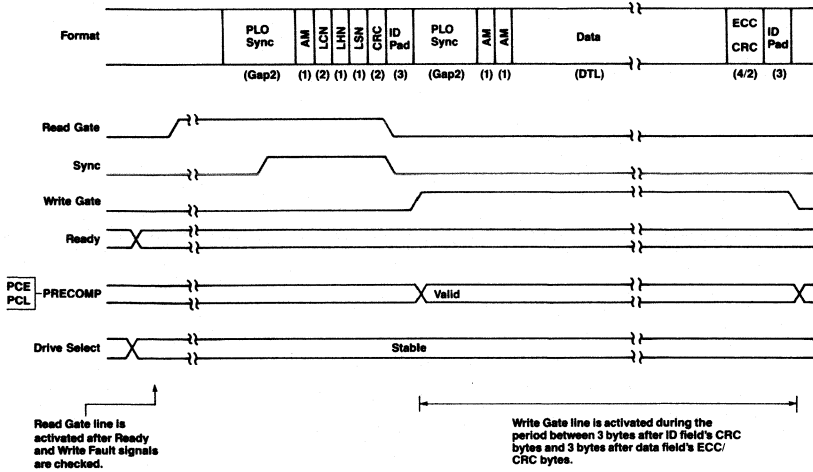 Format
PLO Sync
AM
LCN
LHN
LSN
CRC
ID Pad
PLO Sync
AM
AM
Data
ECC CRC
ID Pad
(Gap2) (1) (2) (1) (1) (2) (3) (Gap2) (1) (1) (DTL) (4/2) (3)
Read Gate
Sync
Write Gate
Ready
PCE
PCL
PRECOMP
Valid
Drive Select
Stable
Read Gate line is
activated after Ready
and Write Fault signals
are checked.
Write Gate line is activated during the
period between 3 bytes after ID field's CRC
bytes and 3 bytes after data field's ECC/
CRC bytes.